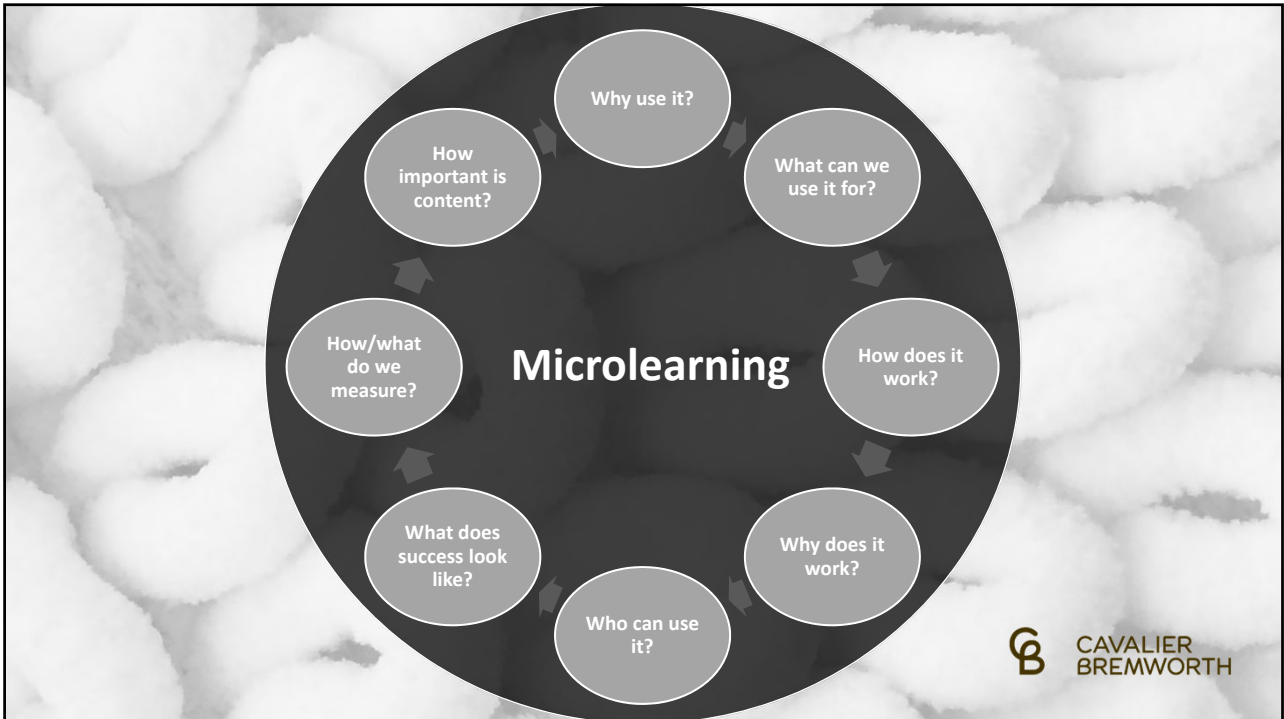 Why use it?
What can we
use it for?
How does it
work?
Why does it
work?
Who can use
it?
What does
success look
like?
How/what
do we
measure?
How
important is
content?
Microlearning
CB
CAVALIER
BREMWORTH